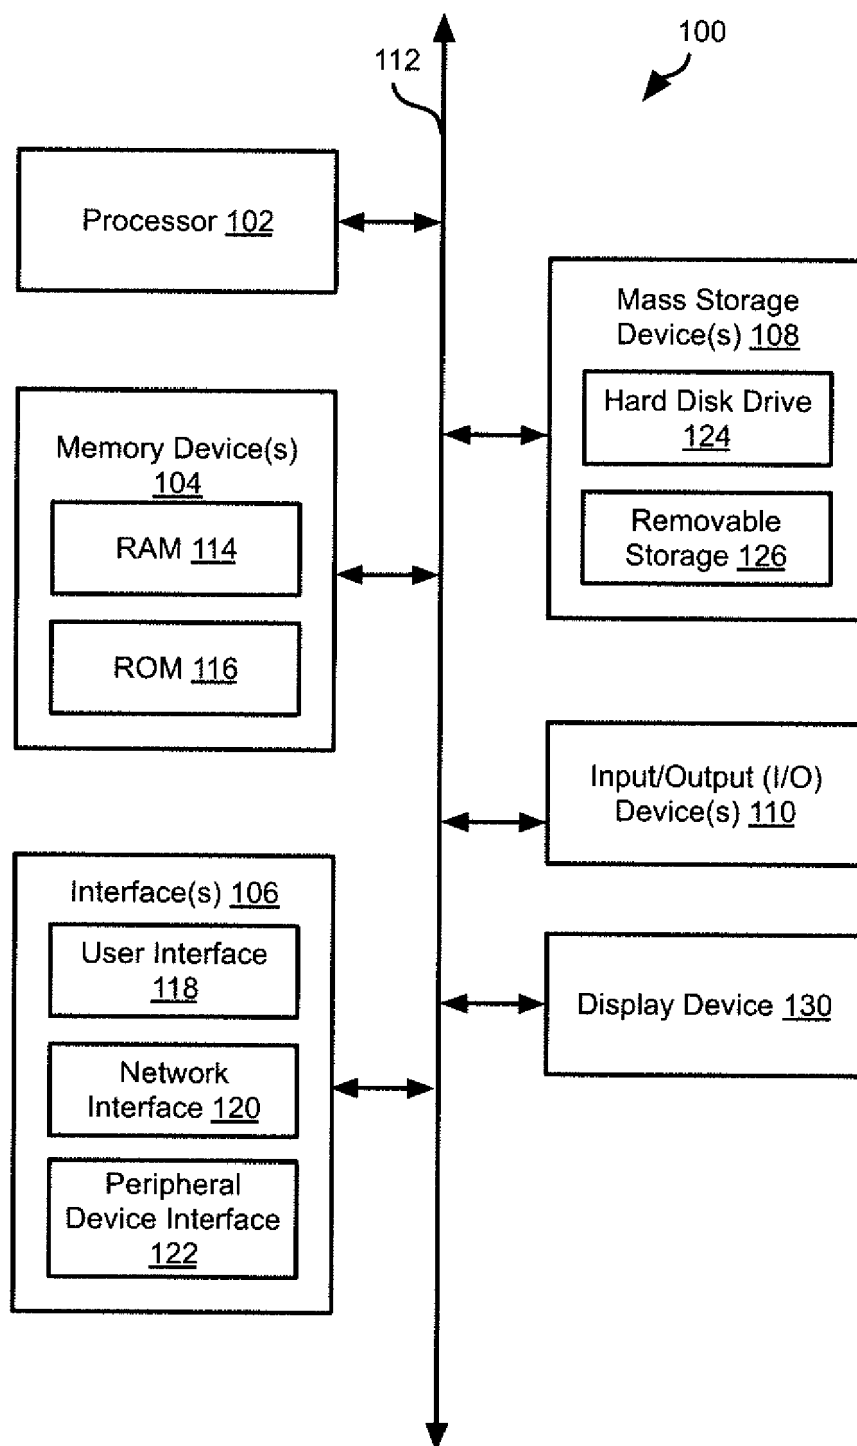 100
112
Processor 102
Mass Storage
Device(s) 108
Hard Disk Drive
124
Removable
Storage 126
Memory Device(s)
104
RAM 114
ROM 116
Input/Output (I/O)
Device(s) 110
Interface(s) 106
User Interface
118
Network
Interface 120
Peripheral
Device Interface
122
Display Device 130